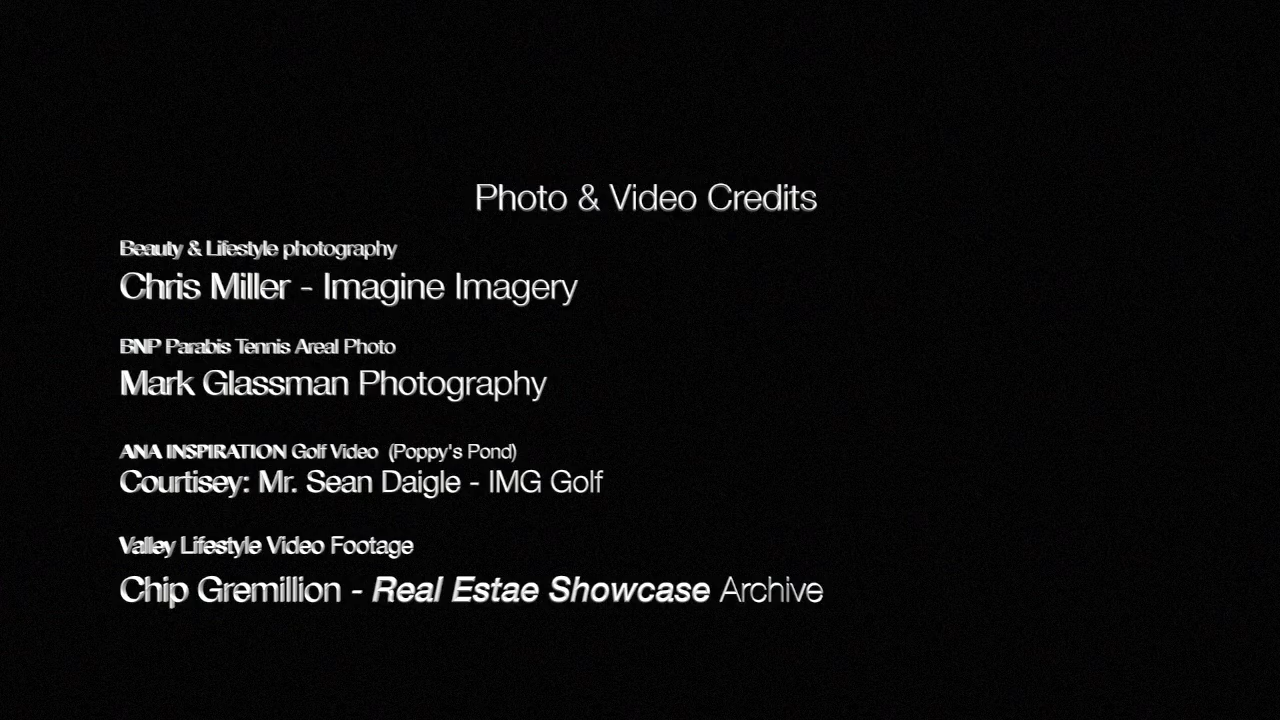 Photo & Video Credits
Beauty & Lifestyle photography
Chris Miller - Imagine Imagery
BNP Parabis Tennis Areal Photo
Mark Glassman Photography
ANA INSPIRATION Golf Video (Poppy's Pond)
Courtisey: Mr. Sean Daigle - IMG Golf
Valley Lifestyle Video Footage
Chip Gremillion - Real Estae Showcase Archive